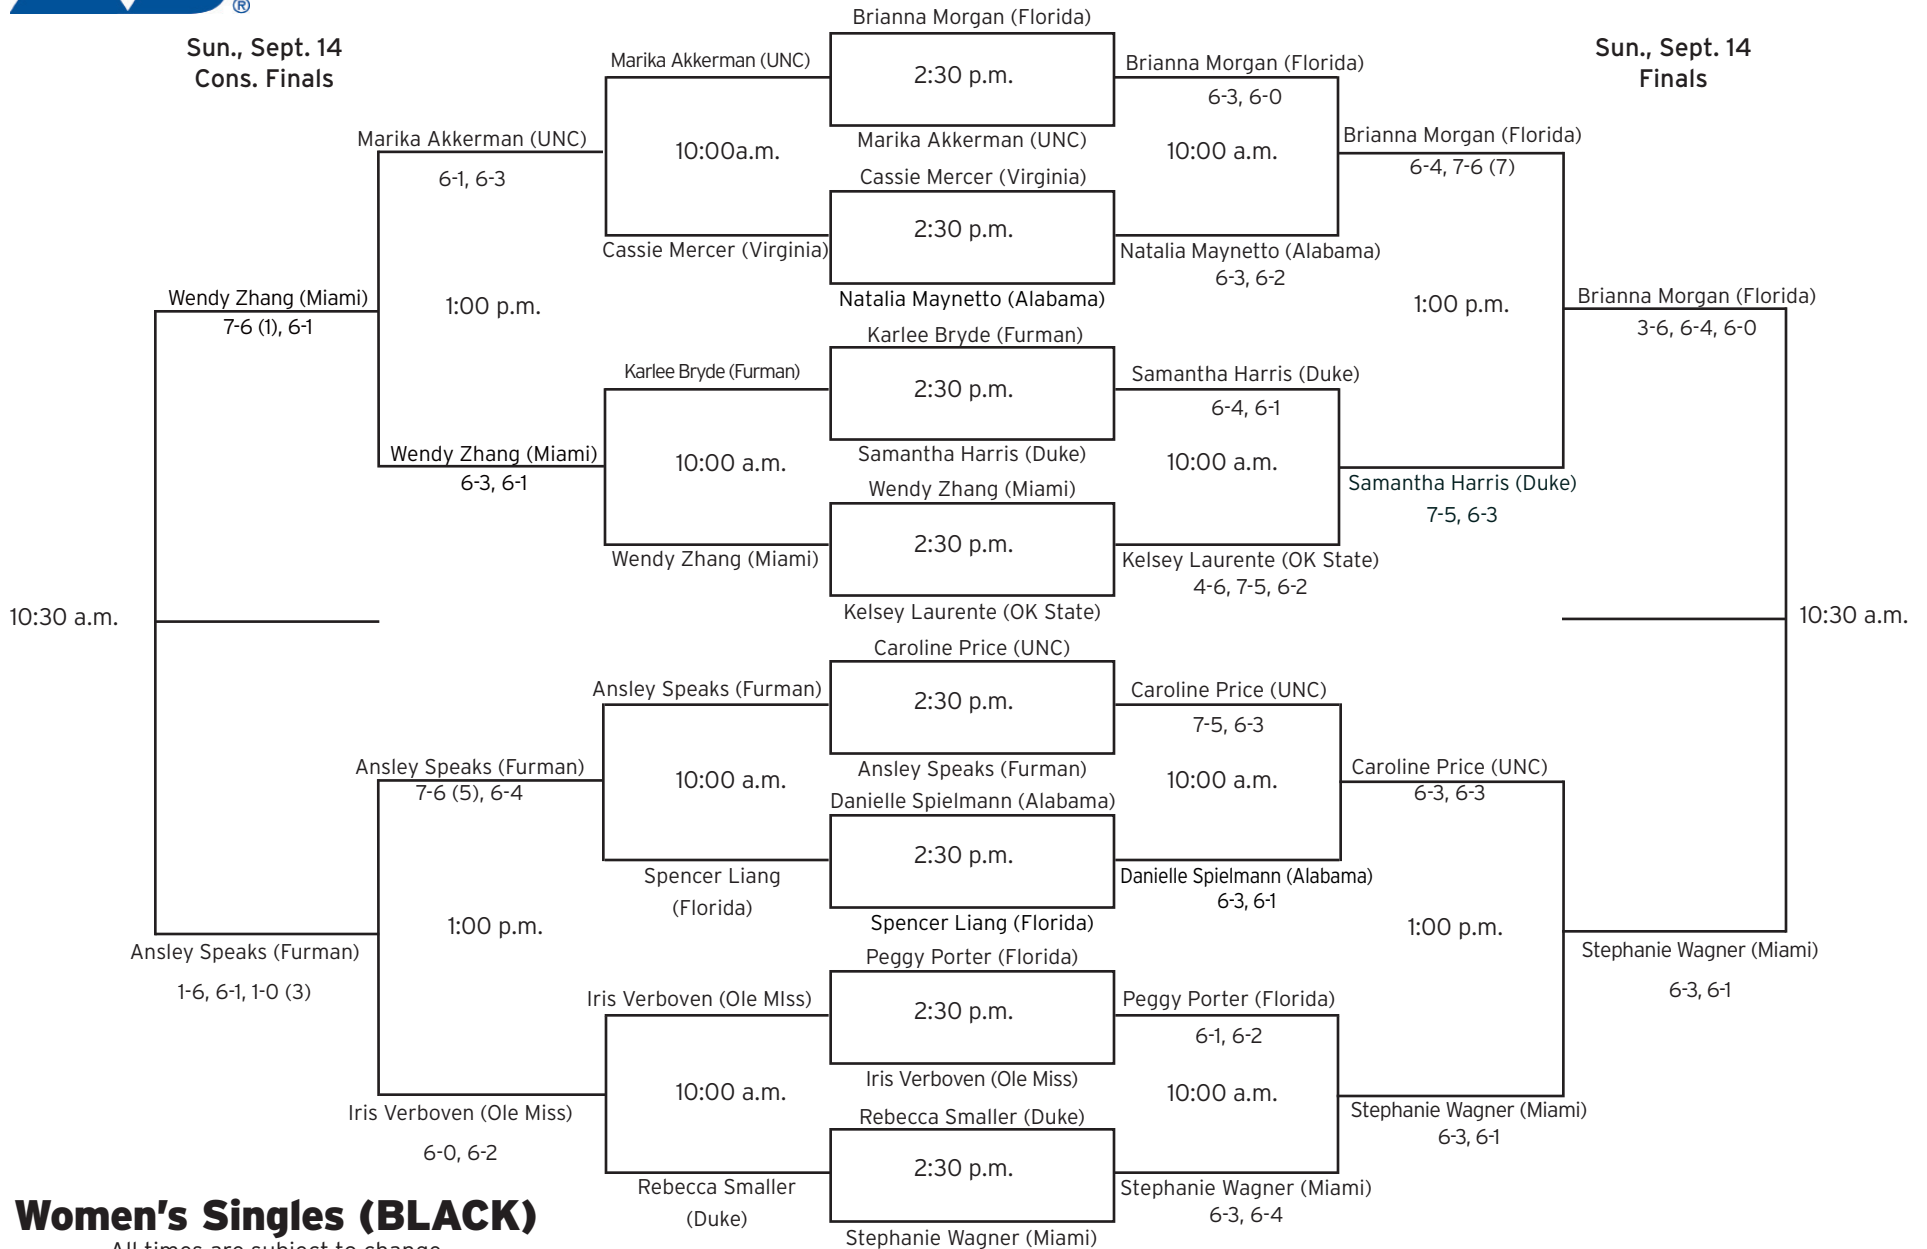 ®
Sun., Sept. 14
Cons. Finals
Sun., Sept. 14
Finals
Wendy Zhang (Miami)
7-6 (1), 6-1
10:30 a.m.
Ansley Speaks (Furman)
1-6, 6-1, 1-0 (3)
Marika Akkerman (UNC)
6-1, 6-3
1:00 p.m.
Wendy Zhang (Miami)
6-3, 6-1
Ansley Speaks (Furman)
7-6 (5), 6-4
1:00 p.m.
Iris Verboven (Ole Miss)
6-0, 6-2
Marika Akkerman (UNC)
10:00a.m.
Cassie Mercer (Virginia)
Karlee Bryde (Furman)
10:00 a.m.
Wendy Zhang (Miami)
Ansley Speaks (Furman)
10:00 a.m.
Spencer Liang
(Florida)
Iris Verboven (Ole MIss)
10:00 a.m.
Rebecca Smaller
(Duke)
Brianna Morgan (Florida)
2:30 p.m.
Marika Akkerman (UNC)
Cassie Mercer (Virginia)
2:30 p.m.
Natalia Maynetto (Alabama)
Karlee Bryde (Furman)
2:30 p.m.
Samantha Harris (Duke)
Wendy Zhang (Miami)
2:30 p.m.
Kelsey Laurente (OK State)
Caroline Price (UNC)
2:30 p.m.
Ansley Speaks (Furman)
Danielle Spielmann (Alabama)
2:30 p.m.
Spencer Liang (Florida)
Peggy Porter (Florida)
2:30 p.m.
Iris Verboven (Ole Miss)
Rebecca Smaller (Duke)
2:30 p.m.
Stephanie Wagner (Miami)
Brianna Morgan (Florida)
6-3, 6-0
10:00 a.m.
Natalia Maynetto (Alabama)
6-3, 6-2
Samantha Harris (Duke)
6-4, 6-1
10:00 a.m.
Kelsey Laurente (OK State)
4-6, 7-5, 6-2
Caroline Price (UNC)
7-5, 6-3
10:00 a.m.
Danielle Spielmann (Alabama)
6-3, 6-1
Peggy Porter (Florida)
6-1, 6-2
10:00 a.m.
Stephanie Wagner (Miami)
6-3, 6-4
Brianna Morgan (Florida)
6-4, 7-6 (7)
1:00 p.m.
Samantha Harris (Duke)
7-5, 6-3
Caroline Price (UNC)
6-3, 6-3
1:00 p.m.
Stephanie Wagner (Miami)
6-3, 6-1
Brianna Morgan (Florida)
3-6, 6-4, 6-0
10:30 a.m.
Stephanie Wagner (Miami)
6-3, 6-1
Women's Singles (BLACK)
All times are subject to change